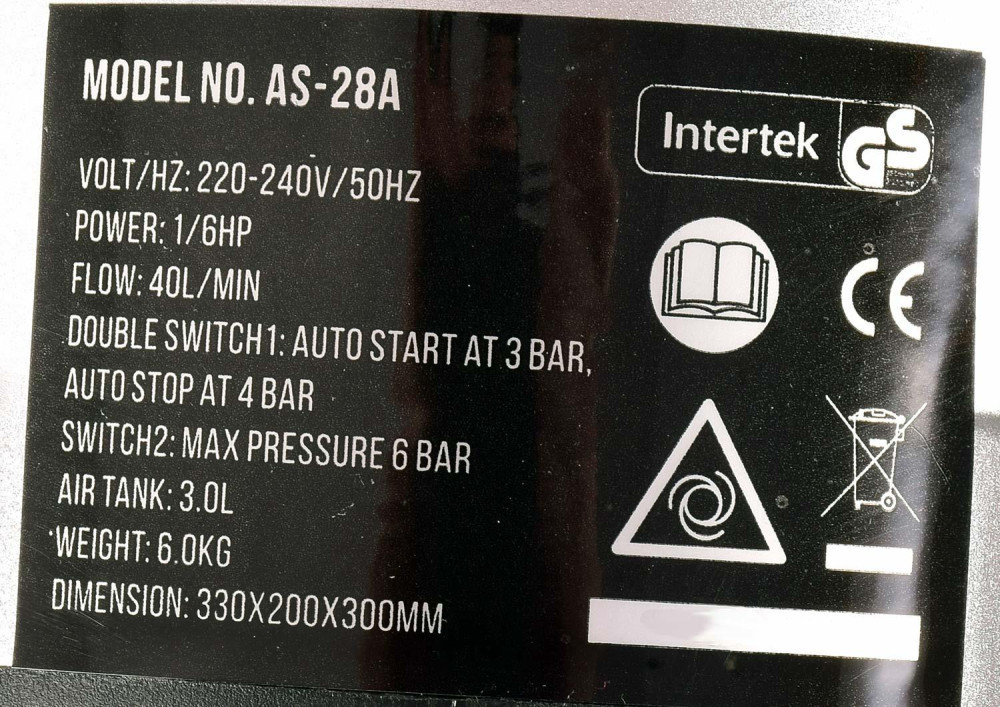 MODEL NO. AS-28A
VOLT/HZ: 220-240V/50HZ
POWER: 1/6HP
FLOW: 40L/MIN
DOUBLE SWITCH1: AUTO START AT 3 BAR,
AUTO STOP AT 4 BAR
SWITCH2: MAX PRESSURE 6 BAR
AIR TANK: 3.0L
WEIGHT: 6.0KG
DIMENSION: 330X200X300MM
Intertek
GS
CE